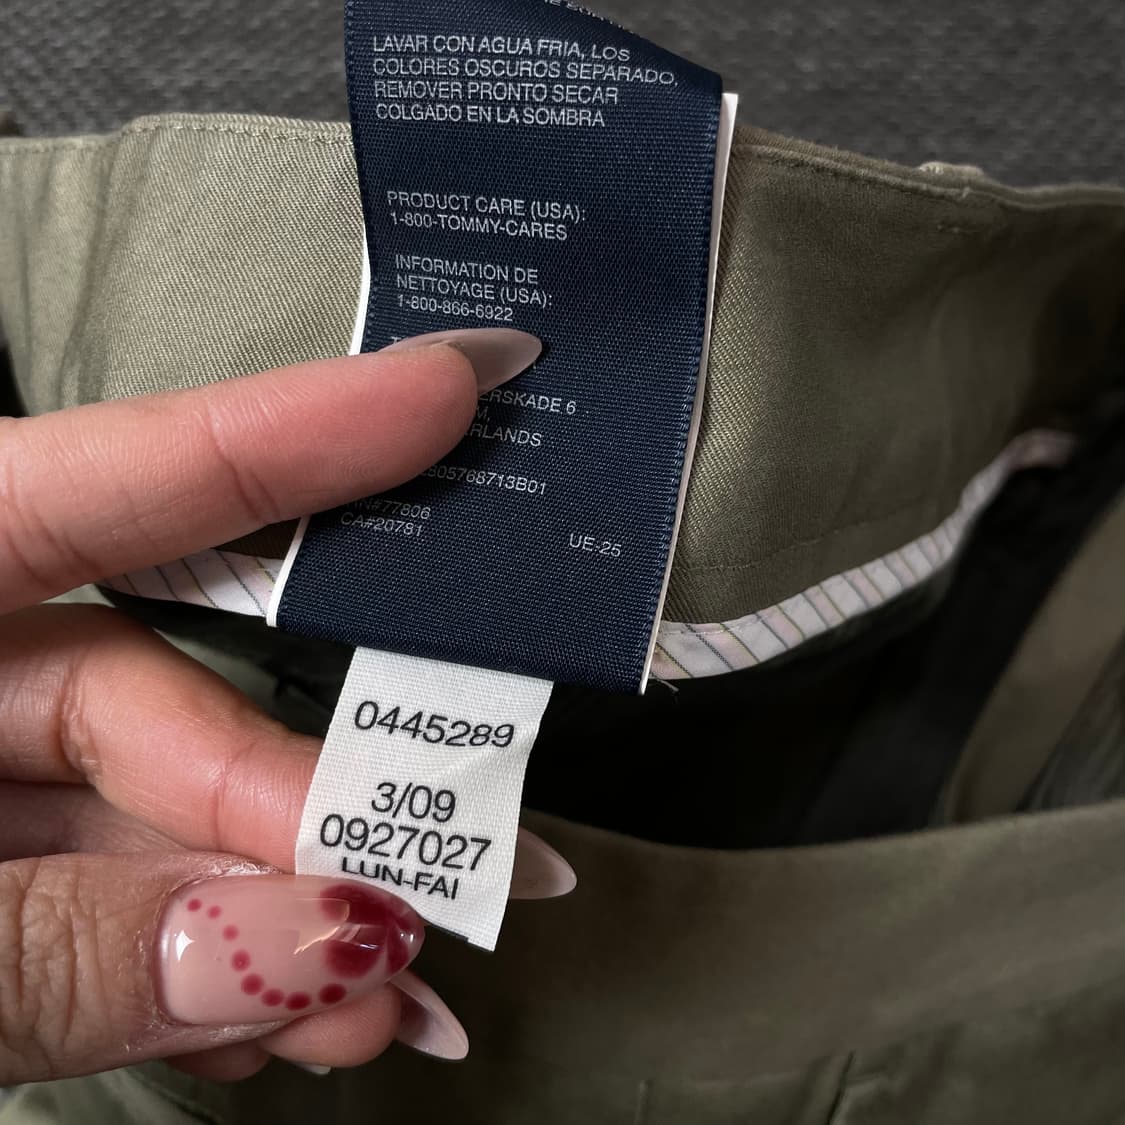 LAVAR CON AGUA FRIA, LOS
COLORES OSCUROS SEPARADO,
REMOVER PRONTO SECAR
COLGADO EN LA SOMBRA
PRODUCT CARE (USA):
1-800-TOMMY-CARES
INFORMATION DE
NETTOYAGE (USA):
1-800-866-6922
ERSKADE 6
M,
RLANDS
805768713B01
RN#77806
CA#20781
UE-25
0445289
3/09
0927027
LUN-FAI